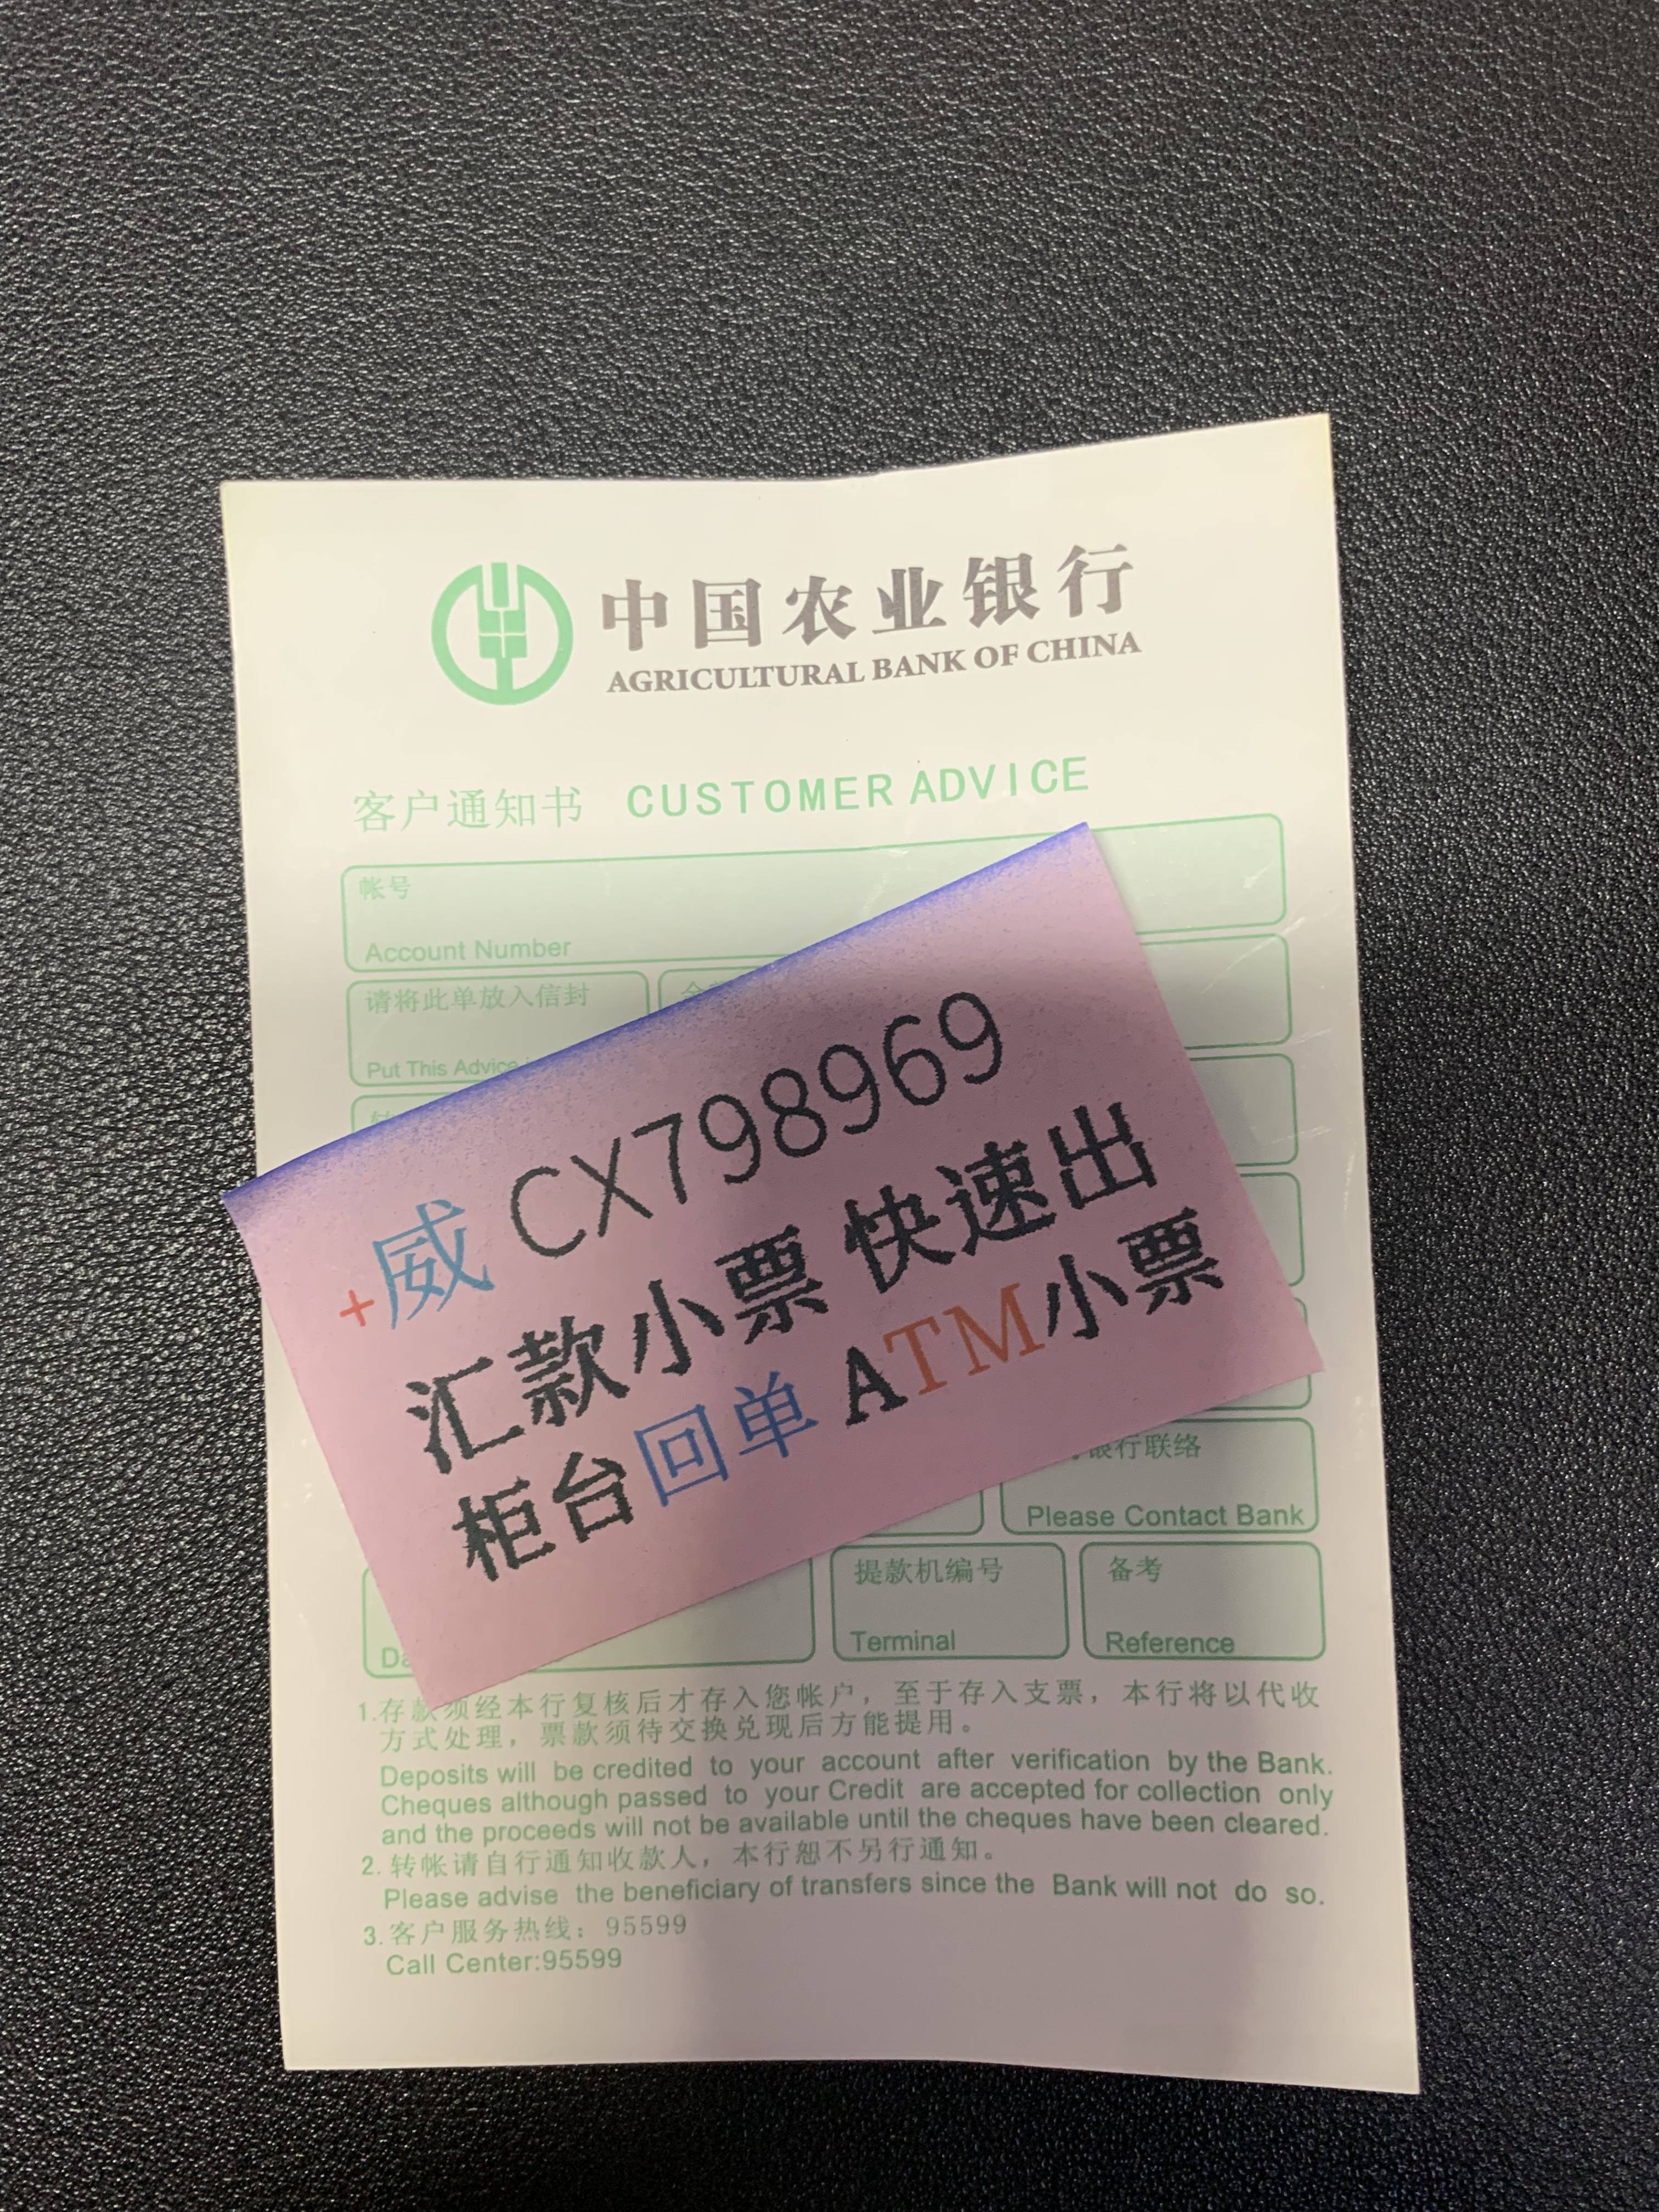 中国农业银行
AGRICULTURAL BANK OF CHINA
客户通知书 CUSTOMER ADVICE
帐号
Account Number
请将此单放入信封
Put This Advice
+威 CX798969
汇款小票 快速出
柜台回单 ATM小票
银行联络
Please Contact Bank
提款机编号
Terminal
备考
Reference
Da
1.存款须经本行复核后才存入您帐户，至于存入支票，本行将以代收
方式处理，票款须待交换兑现后方能提用。
Deposits will be credited to your account after verification by the Bank.
Cheques although passed to your Credit are accepted for collection only
and the proceeds will not be available until the cheques have been cleared.
2.转帐请自行通知收款人，本行恕不另行通知。
Please advise the beneficiary of transfers since the Bank will not do so.
3.客户服务热线：95599
Call Center:95599